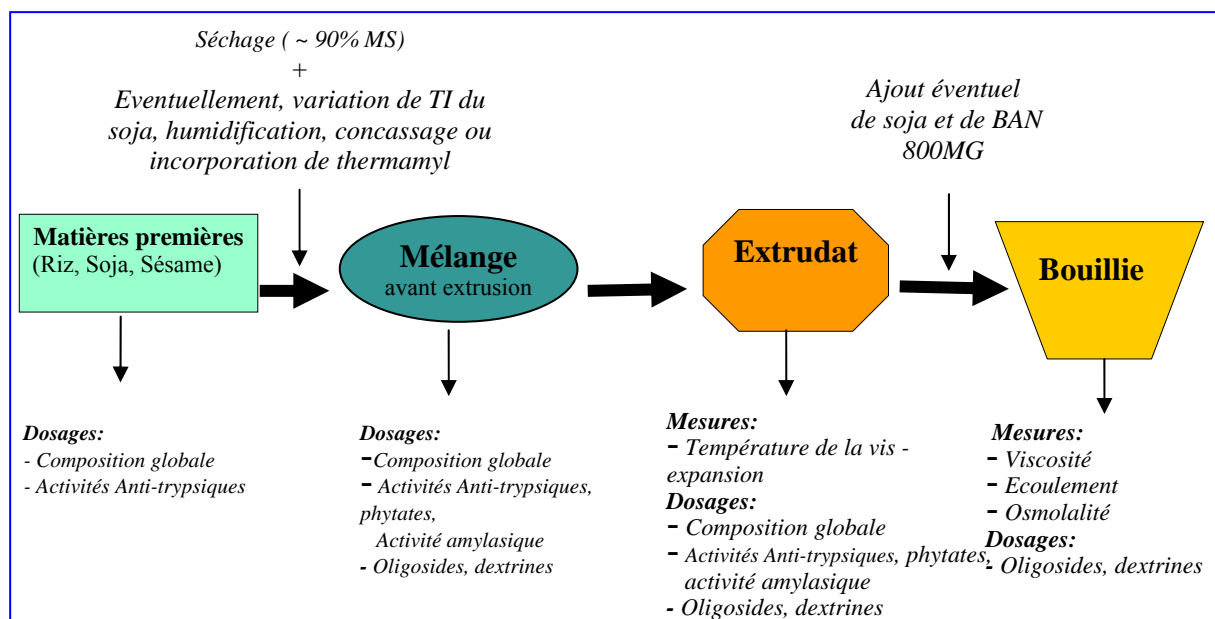 Séchage ( ~ 90% MS)
+
Eventuellement, variation de TI du
soja, humidification, concassage ou
incorporation de thermamyl
Ajout éventuel
de soja et de BAN
800MG
Matières premières
(Riz, Soja, Sésame)
Mélange
avant extrusion
Extrudat
Bouillie
Dosages:
- Composition globale
- Activités Anti-trypsiques
Dosages:
-Composition globale
- Activités Anti-trypsiques,
phytates,
Activité amylasique
- Oligosides, dextrines
Mesures:
- Température de la vis -
expansion
Dosages:
- Composition globale
- Activités Anti-trypsiques, phytates,
activité amylasique
- Oligosides, dextrines
Mesures:
- Viscosité
- Ecoulement
- Osmolalité
Dosages:
- Oligosides, dextrines